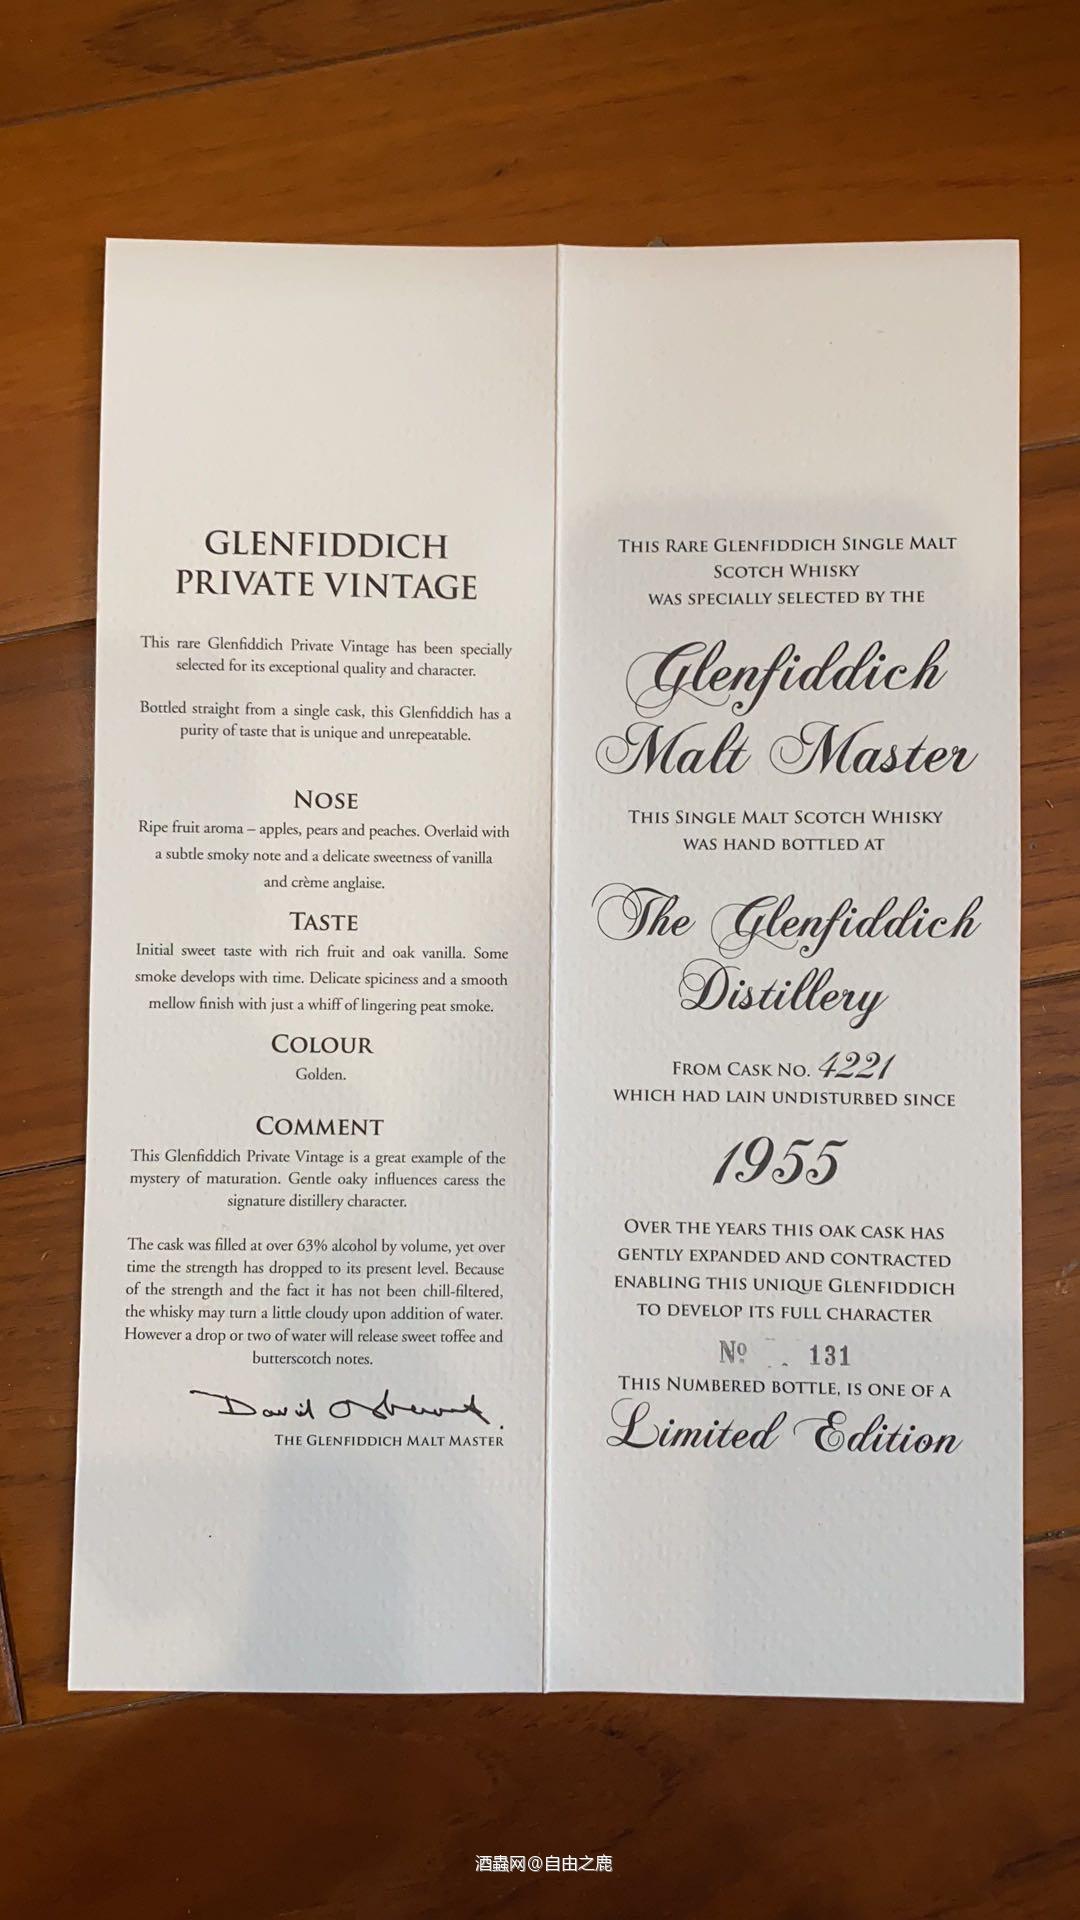 GLENFIDDICH
PRIVATE VINTAGE
This rare Glenfiddich Private Vintage has been specially
selected for its exceptional quality and character.
Bottled straight from a single cask, this Glenfiddich has a
purity of taste that is unique and unrepeatable.
NOSE
Ripe fruit aroma – apples, pears and peaches. Overlaid with
a subtle smoky note and a delicate sweetness of vanilla
and crème anglaise.
TASTE
Initial sweet taste with rich fruit and oak vanilla. Some
smoke develops with time. Delicate spiciness and a smooth
mellow finish with just a whiff of lingering peat smoke.
COLOUR
Golden.
COMMENT
This Glenfiddich Private Vintage is a great example of the
mystery of maturation. Gentle oaky influences caress the
signature distillery character.
The cask was filled at over 63% alcohol by volume, yet over
time the strength has dropped to its present level. Because
of the strength and the fact it has not been chill-filtered,
the whisky may turn a little cloudy upon addition of water.
However a drop or two of water will release sweet toffee and
butterscotch notes.
David
THE GLENFIDDICH MALT MASTER
THIS RARE GLENFIDDICH SINGLE MALT
SCOTCH WHISKY
WAS SPECIALLY SELECTED BY THE
Glenfiddich
Malt Master
THIS SINGLE MALT SCOTCH WHISKY
WAS HAND BOTTLED AT
The Glenfiddich
Distillery
FROM CASK NO. 4221
WHICH HAD LAIN UNDISTURBED SINCE
1955
OVER THE YEARS THIS OAK CASK HAS
GENTLY EXPANDED AND CONTRACTED
ENABLING THIS UNIQUE GLENFIDDICH
TO DEVELOP ITS FULL CHARACTER
Nº 131
THIS NUMBERED BOTTLE, IS ONE OF A
Limited Edition
酒蟲网@自由之鹿